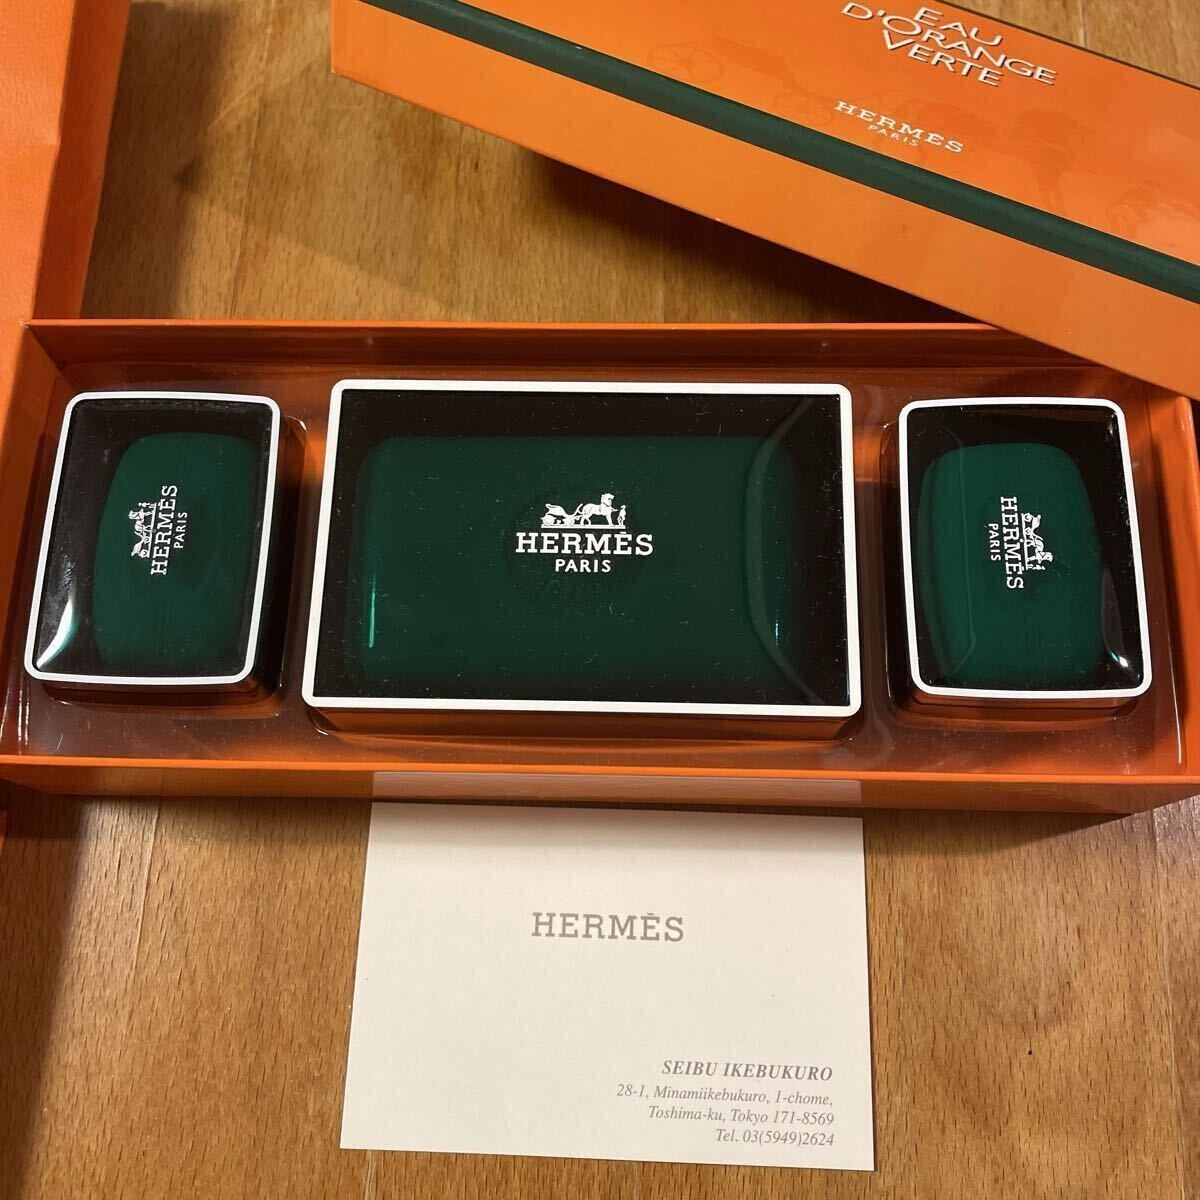 EAU
D'ORANGE
VERTE
HERMÈS
PARIS
HERMÈS
PARIS
HERMÈS
PARIS
HERMÈS
PARIS
HERMÈS
SEIBU IKEBUKURO
28-1, Minamiikebukuro, 1-chome,
Toshima-ku, Tokyo 171-8569
Tel. 03(5949)2624